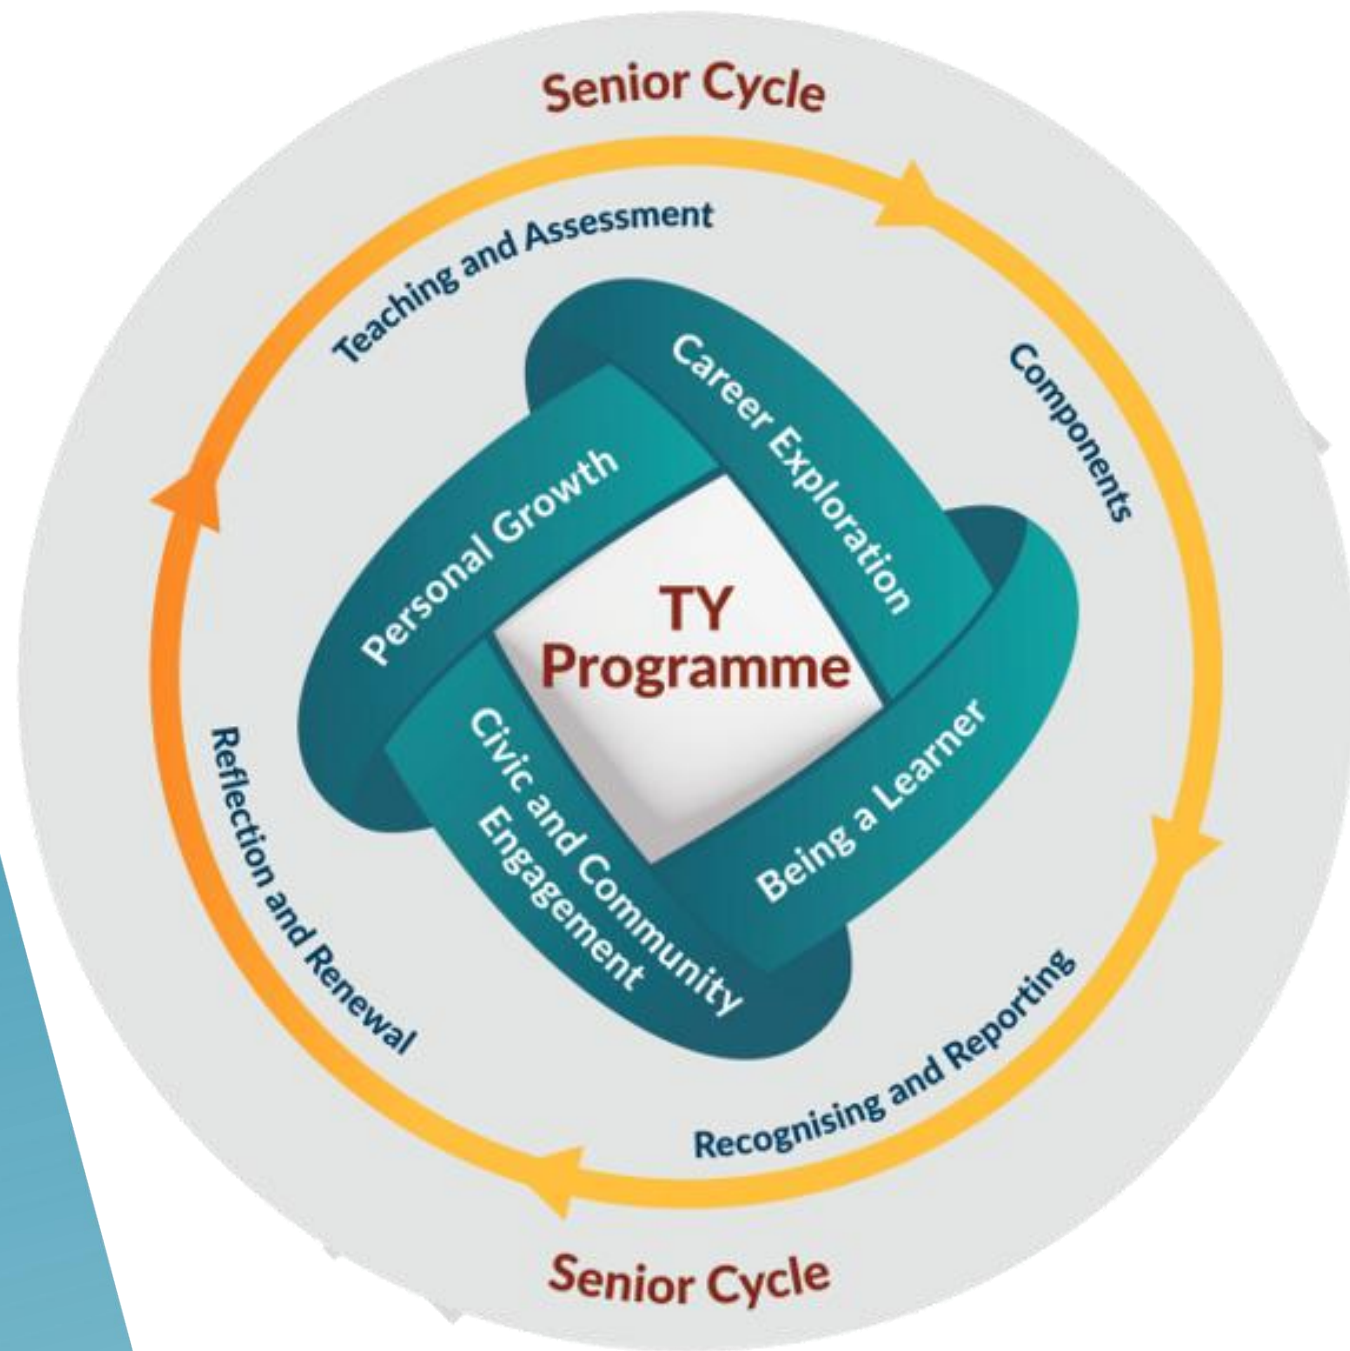 Senior Cycle
Teaching and Assessment
Components
Career Exploration
Personal Growth
TY
Programme
Being a Learner
Civic and Community
Engagement
Reflection and Renewal
Recognising and Reporting
Senior Cycle